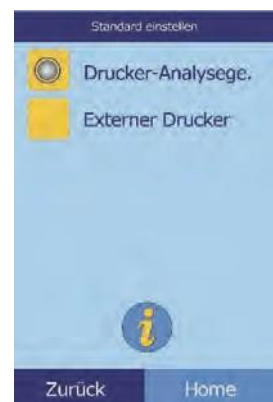 Standard einstellen
Drucker-Analysege.
Externer Drucker
i
Zurück Home